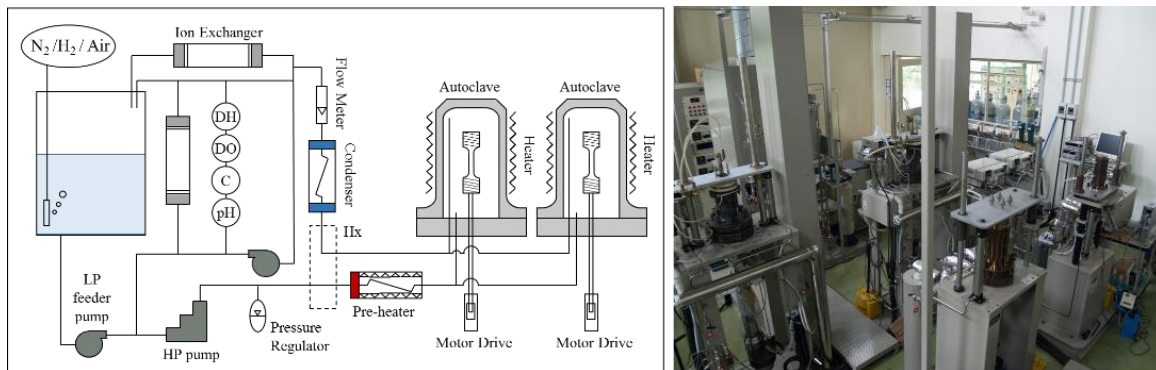 N₂/H₂/Air
Ion Exchanger
Flow Meter
DH
DO
C
pH
Condenser
HX
LP
feeder
pump
HP pump
Pressure
Regulator
Pre-heater
Autoclave
Heater
Motor Drive
Autoclave
Heater
Motor Drive